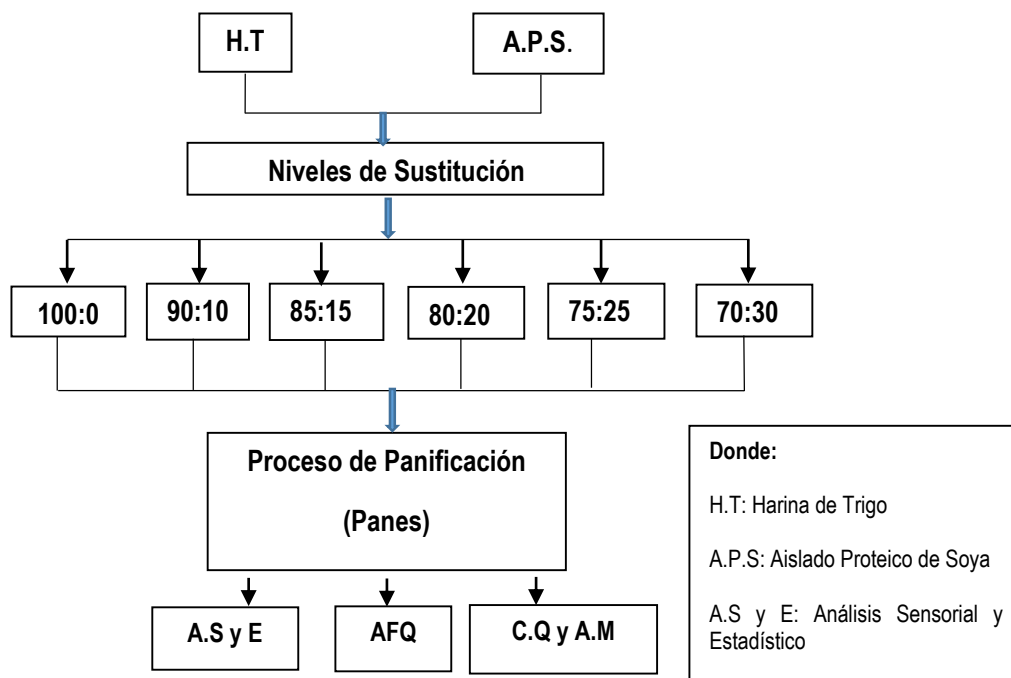 H.T
A.P.S.
Niveles de Sustitución
100:0
90:10
85:15
80:20
75:25
70:30
Proceso de Panificación
(Panes)
A.S y E
AFQ
C.Q y A.M
Donde:
H.T: Harina de Trigo
A.P.S: Aislado Proteico de Soya
A.S y E: Análisis Sensorial y
Estadístico